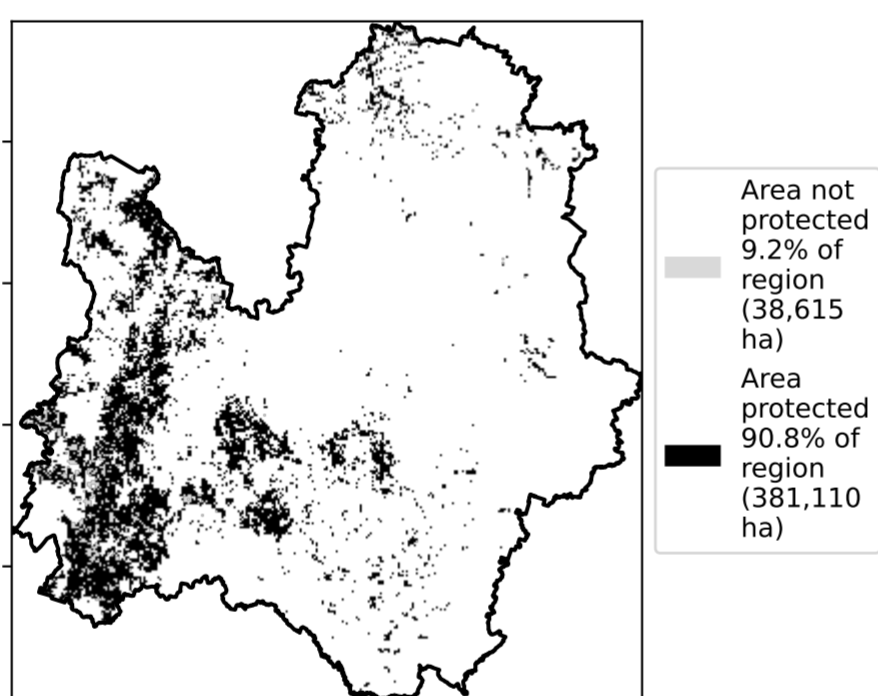 Area not
protected
9.2% of
region
(38,615
ha)
Area
protected
90.8% of
region
(381,110
ha)